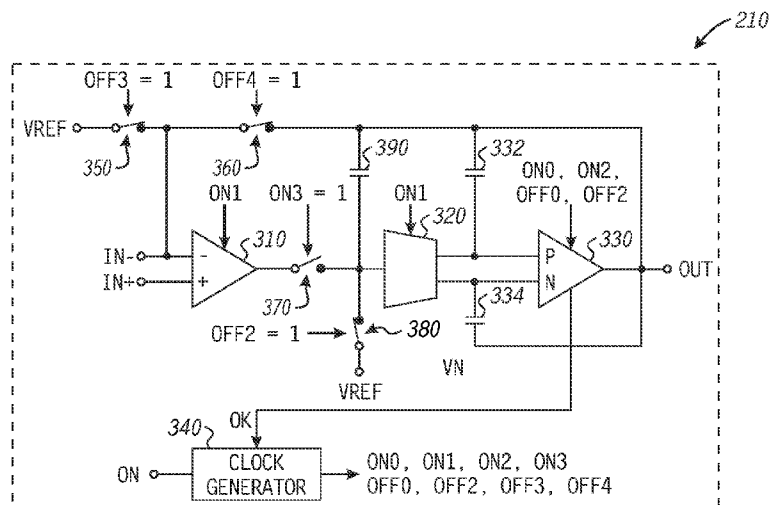 210
OFF3 = 1
OFF4 = 1
VREF
350
360
390
332
ON1
ON3 = 1
ON1
ON0, ON2,
OFF0, OFF2
310
320
330
IN-
-
IN+
+
P
N
OUT
370
334
OFF2 = 1
380
VREF
VN
OK
340
ON
CLOCK
GENERATOR
ON0, ON1, ON2, ON3
OFF0, OFF2, OFF3, OFF4